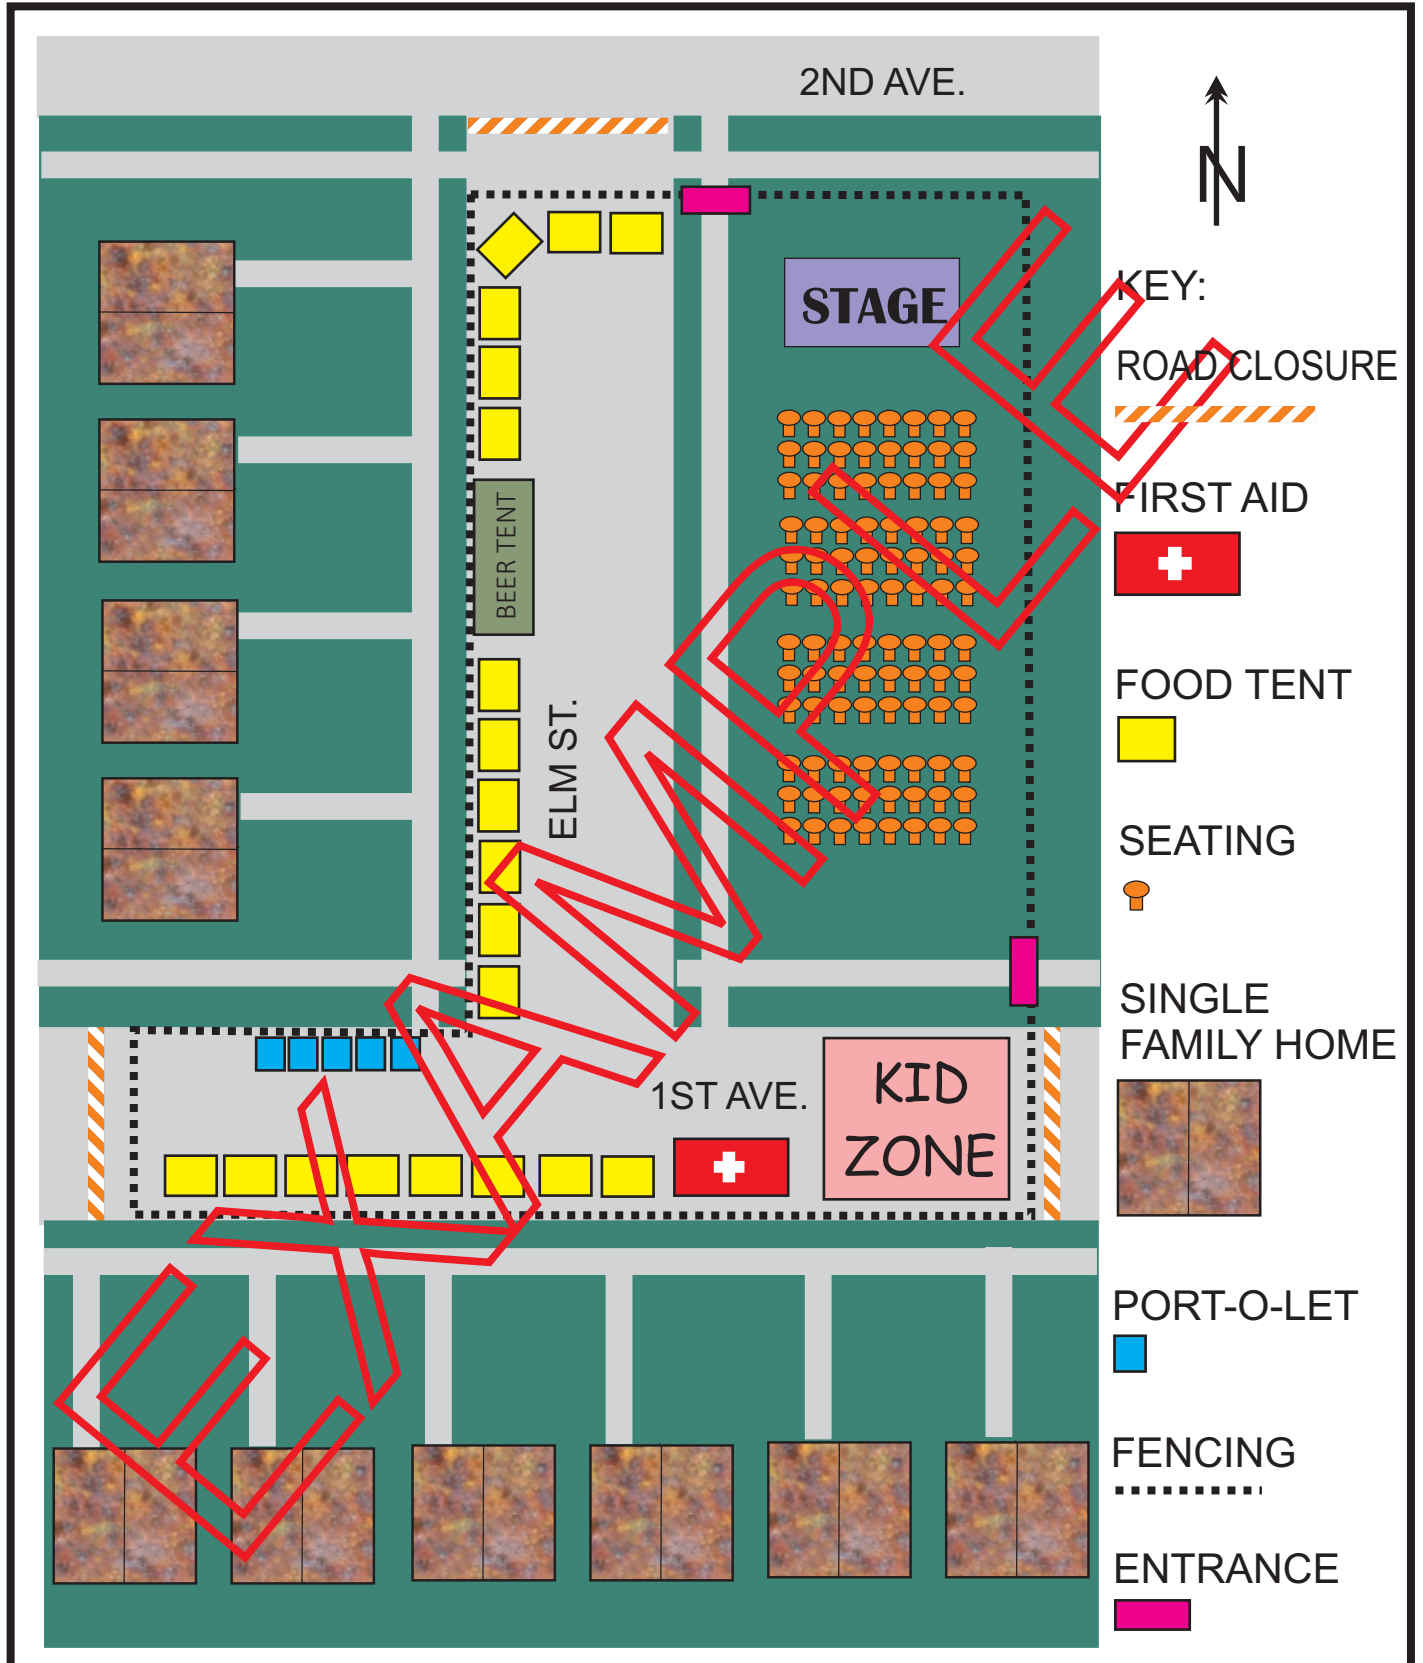 2ND AVE.
N
STAGE
KEY:
ROAD CLOSURE
FIRST AID
BEER TENT
FOOD TENT
ELM ST.
SEATING
SINGLE
FAMILY HOME
1ST AVE.
KID
ZONE
PORT-O-LET
FENCING
ENTRANCE
EXAMPLE